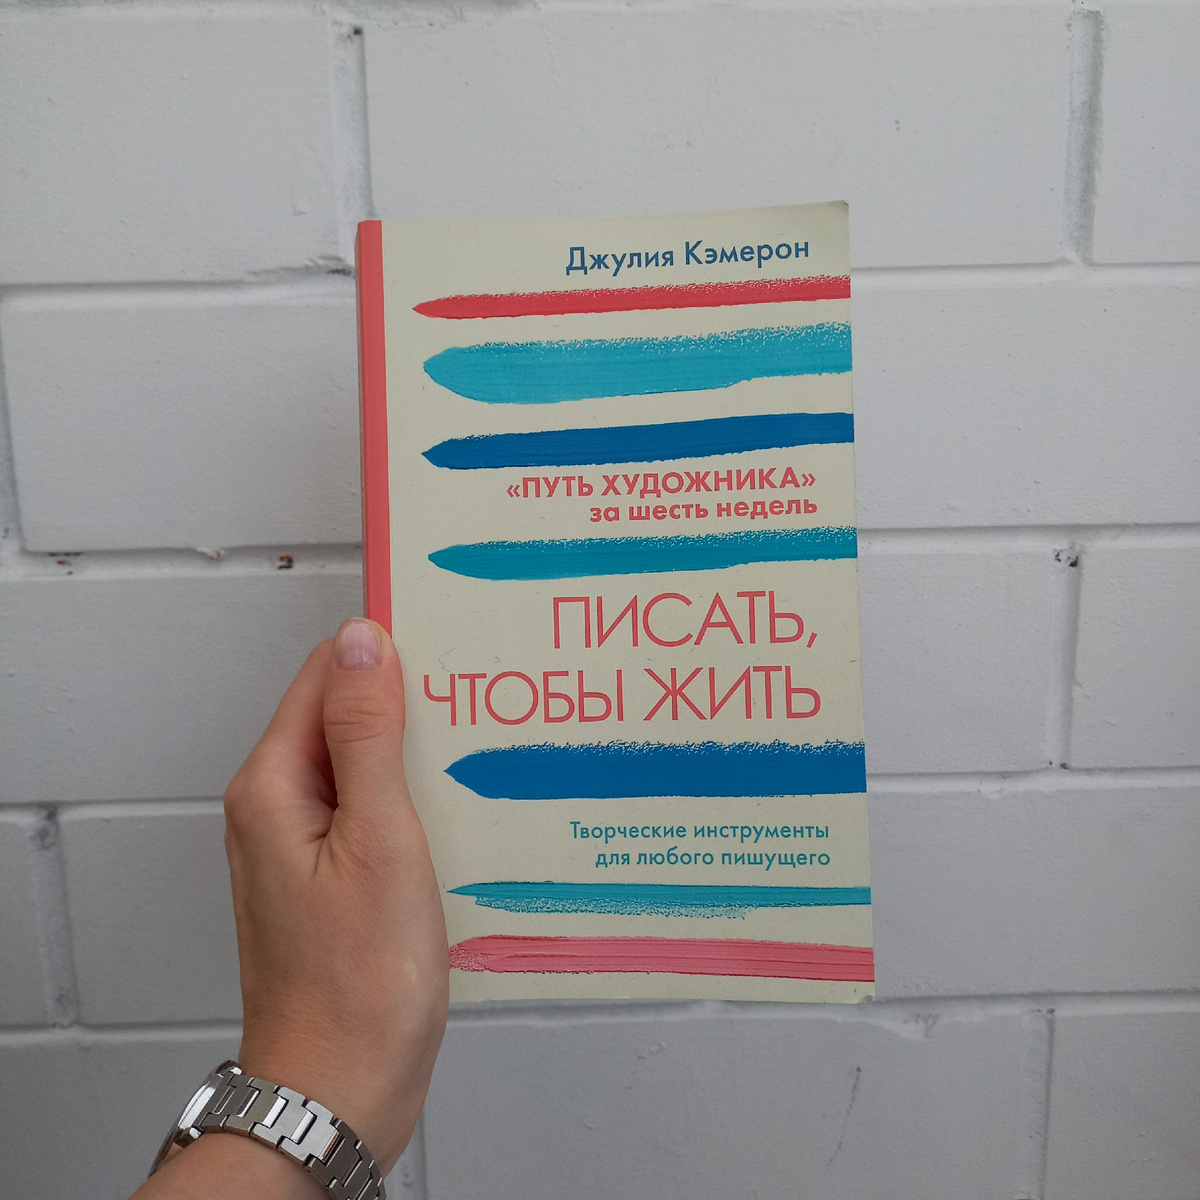 Джулия Кэмерон
«ПУТЬ ХУДОЖНИКА»
за шесть недель
ПИСАТЬ,
ЧТОБЫ ЖИТЬ
Творческие инструменты
для любого пишущего